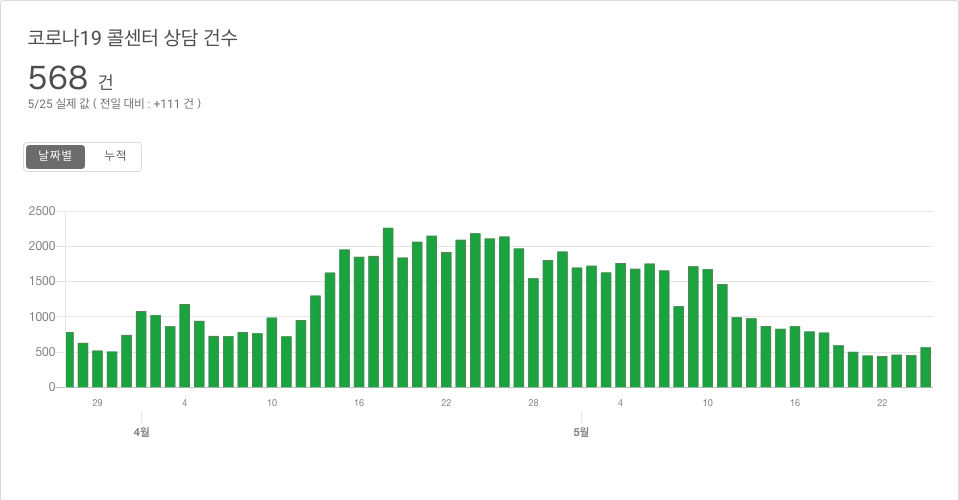 코로나19 콜센터 상담 건수
568 건
5/25 실제 값 ( 전일 대비 : +111 건 )
날짜별 누적
2500
2000
1500
1000
500
0
29 4 10 16 22 28 4 10 16 22
4월 5월